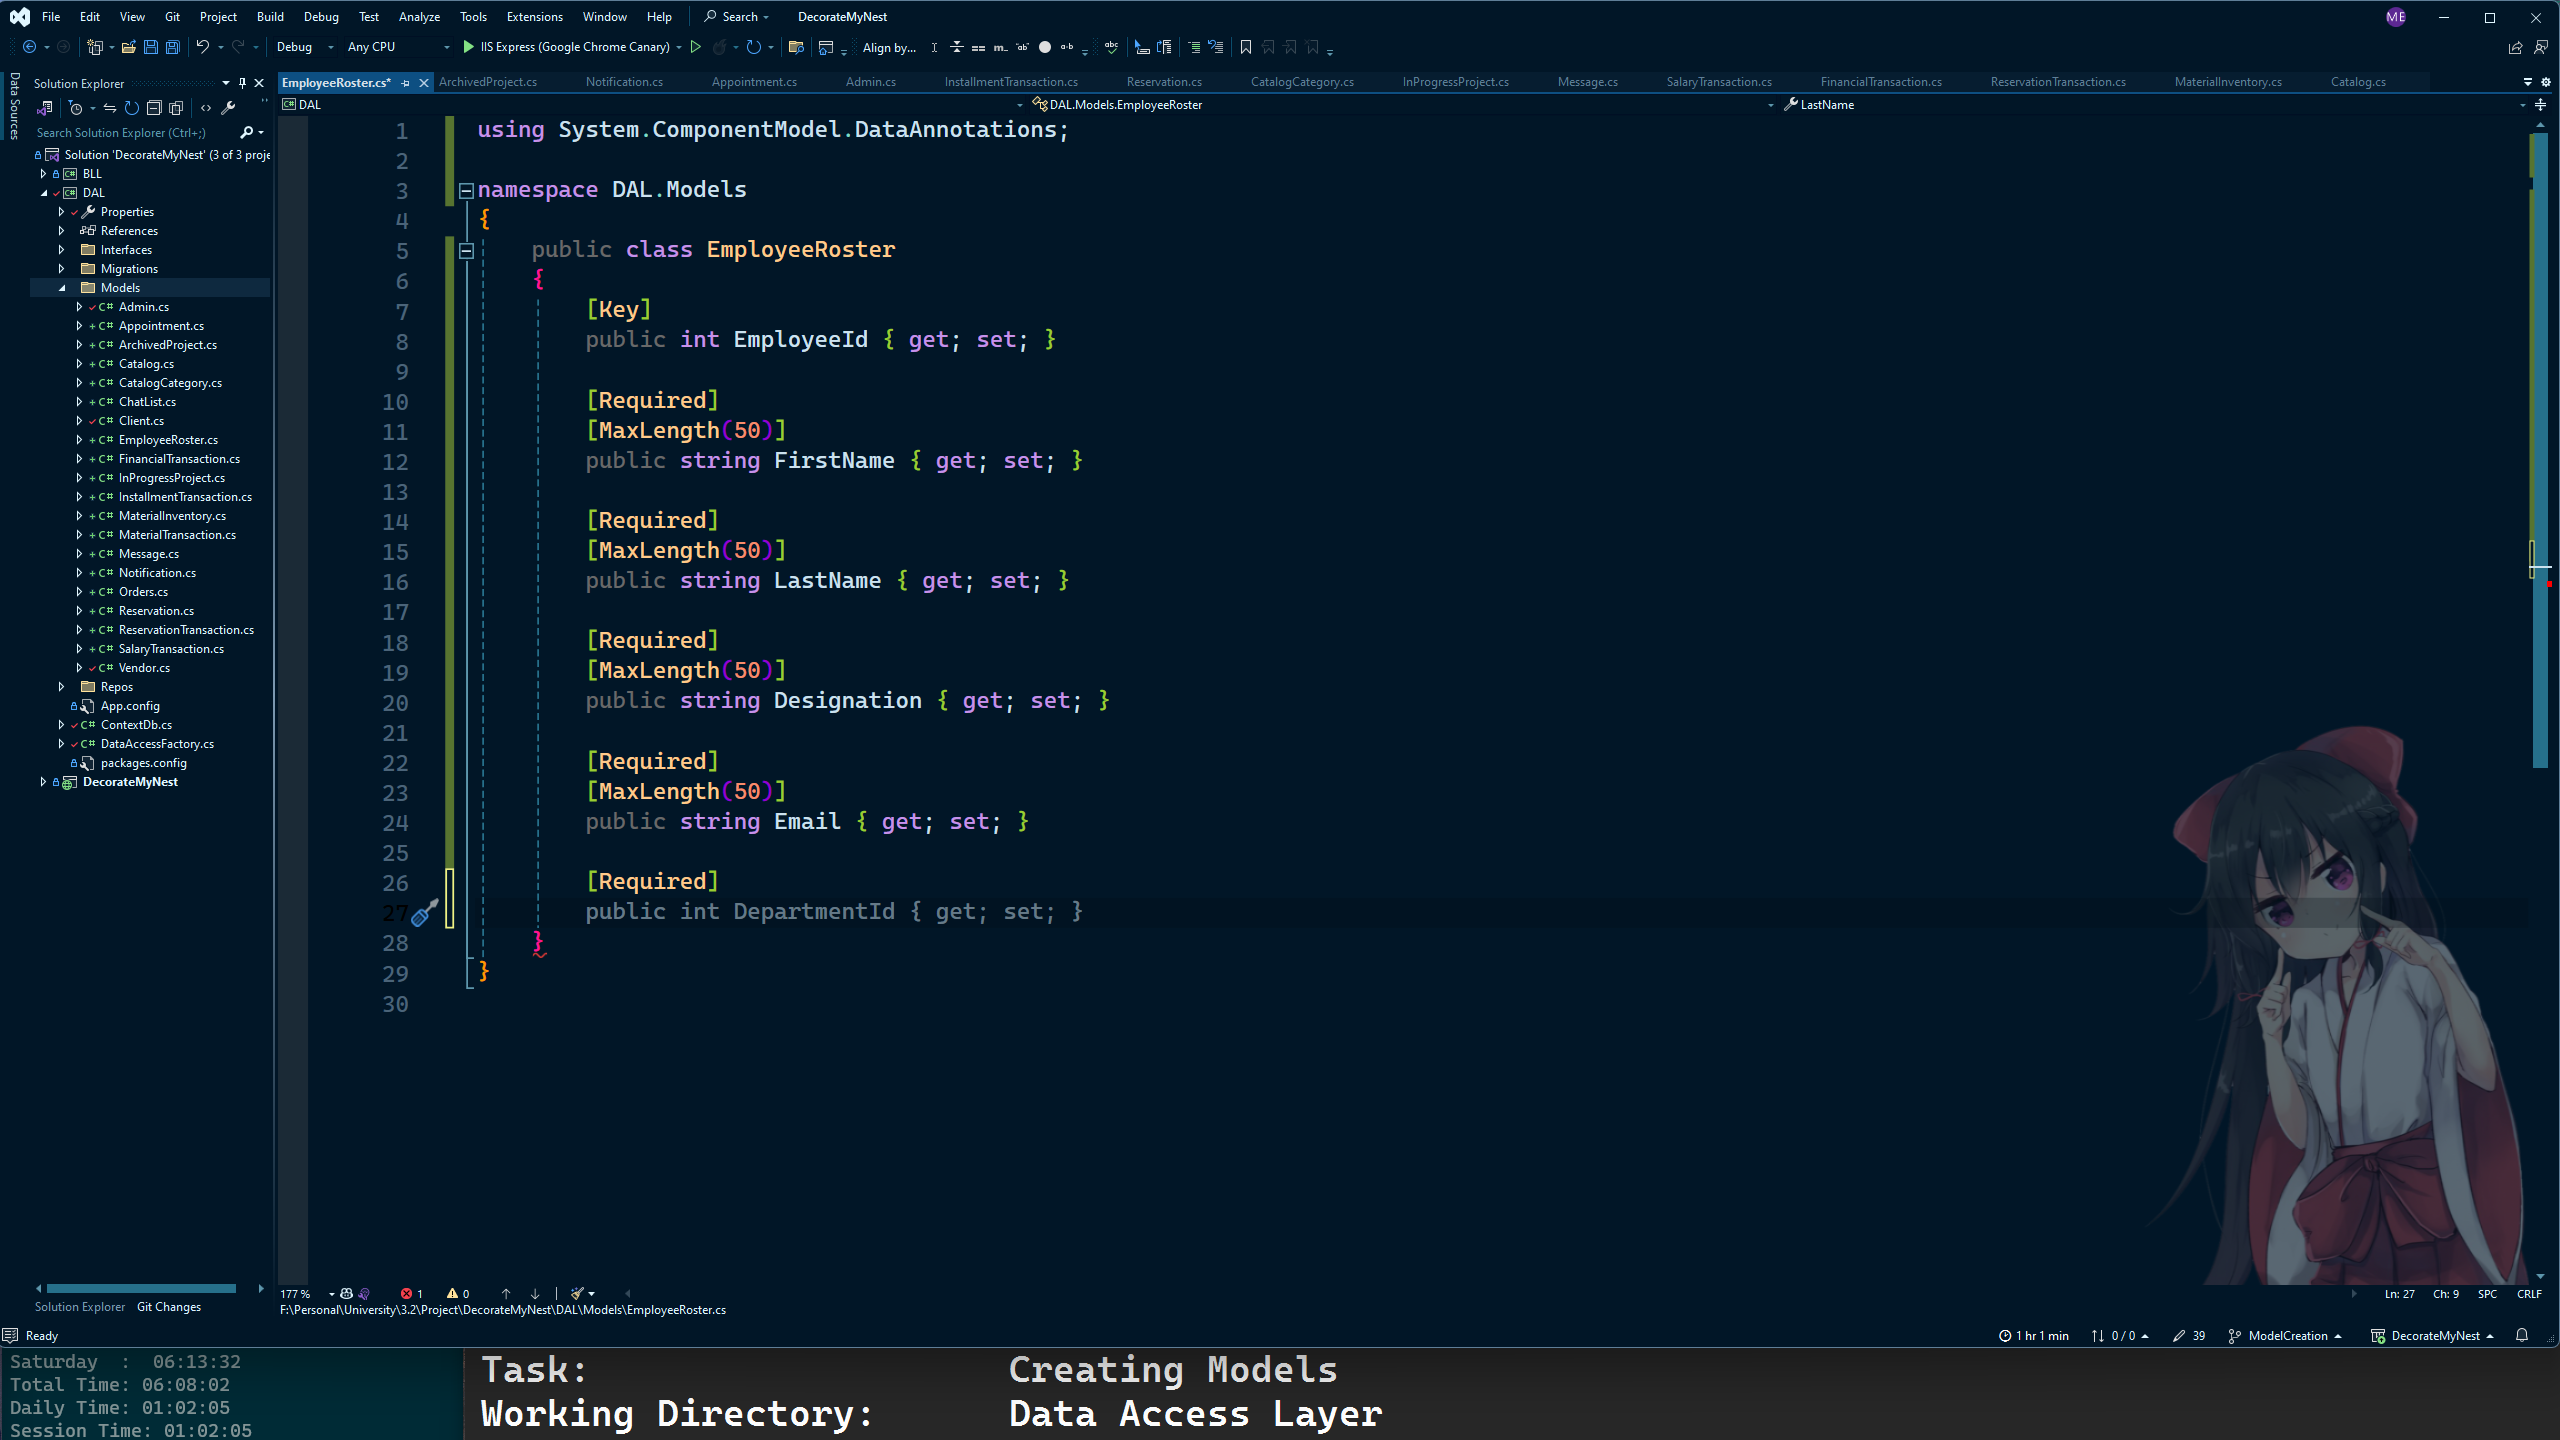 File Edit View Git Project Build Debug Test Analyze Tools Extensions Window Help Search DecorateMyNest ME
Debug Any CPU IIS Express (Google Chrome Canary) Align by...
Data Sources
Solution Explorer
Search Solution Explorer (Ctrl+;)
Solution 'DecorateMyNest' (3 of 3 proje
BLL
DAL
Properties
References
Interfaces
Migrations
Models
C# Admin.cs
C# Appointment.cs
C# ArchivedProject.cs
C# Catalog.cs
C# CatalogCategory.cs
C# ChatList.cs
C# Client.cs
C# EmployeeRoster.cs
C# FinancialTransaction.cs
C# InProgressProject.cs
C# InstallmentTransaction.cs
C# MaterialInventory.cs
C# MaterialTransaction.cs
C# Message.cs
C# Notification.cs
C# Orders.cs
C# Reservation.cs
C# ReservationTransaction.cs
C# SalaryTransaction.cs
C# Vendor.cs
Repos
App.config
C# ContextDb.cs
C# DataAccessFactory.cs
packages.config
DecorateMyNest
Solution Explorer Git Changes
EmployeeRoster.cs* ArchivedProject.cs Notification.cs Appointment.cs Admin.cs InstallmentTransaction.cs Reservation.cs CatalogCategory.cs InProgressProject.cs Message.cs SalaryTransaction.cs FinancialTransaction.cs ReservationTransaction.cs MaterialInventory.cs Catalog.cs
DAL DAL.Models.EmployeeRoster LastName
1 using System.ComponentModel.DataAnnotations;
2
3 namespace DAL.Models
4 {
5 public class EmployeeRoster
6 {
7 [Key]
8 public int EmployeeId { get; set; }
9
10 [Required]
11 [MaxLength(50)]
12 public string FirstName { get; set; }
13
14 [Required]
15 [MaxLength(50)]
16 public string LastName { get; set; }
17
18 [Required]
19 [MaxLength(50)]
20 public string Designation { get; set; }
21
22 [Required]
23 [MaxLength(50)]
24 public string Email { get; set; }
25
26 [Required]
27 public int DepartmentId { get; set; }
28 }
29 }
30
177 % 1 0 Ln: 27 Ch: 9 SPC CRLF
F:\Personal\University\3.2\Project\DecorateMyNest\DAL\Models\EmployeeRoster.cs
Ready 1 hr 1 min 0 / 0 39 ModelCreation DecorateMyNest
Saturday : 06:13:32
Total Time: 06:08:02
Daily Time: 01:02:05
Session Time: 01:02:05
Task: Creating Models
Working Directory: Data Access Layer